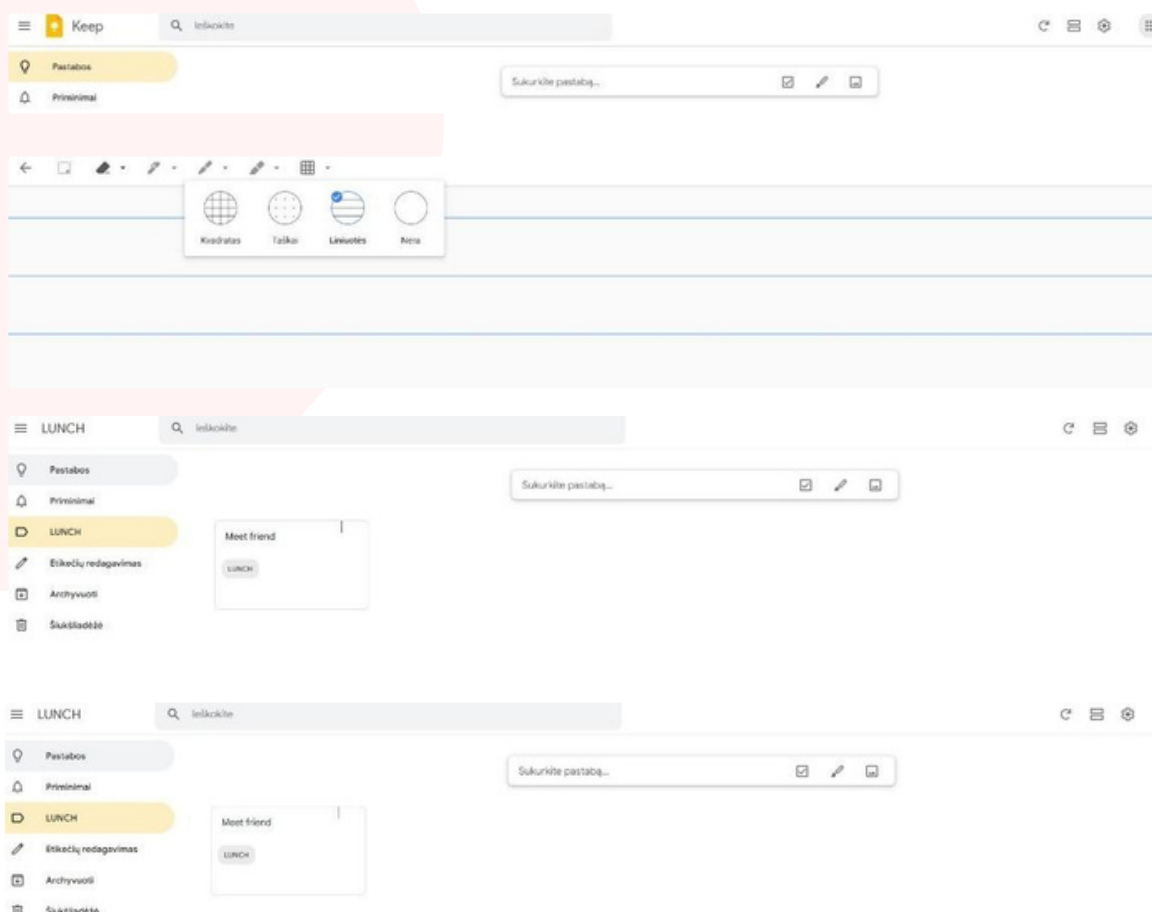 Keep
Ieškokite
Pastabos
Sukurkite pastabą...
Priminimai
Kvadratas Taškai Liniuotės Nėra
LUNCH
Ieškokite
Pastabos
Sukurkite pastabą...
Priminimai
LUNCH
Meet friend
Etikečių redagavimas
LUNCH
Archyvuoti
Šiukšliadėžė
LUNCH
Ieškokite
Pastabos
Sukurkite pastabą...
Priminimai
LUNCH
Meet friend
Etikečių redagavimas
LUNCH
Archyvuoti
Šiukšliadėžė